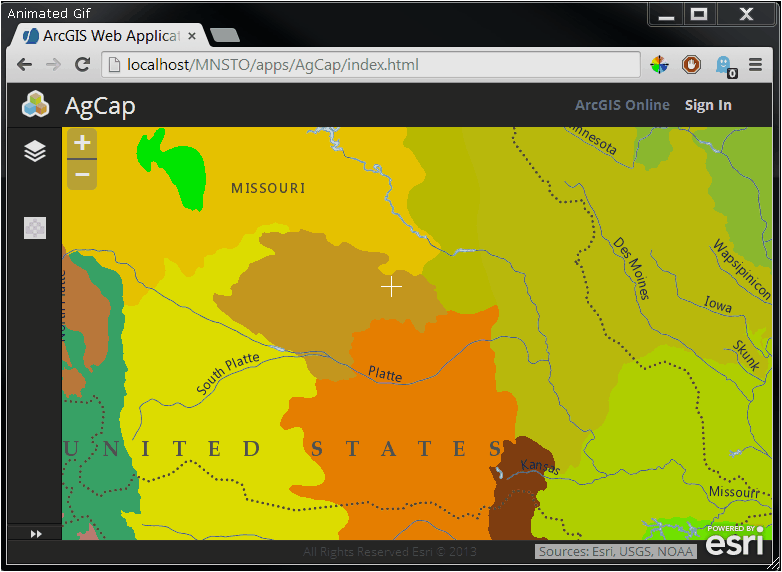 Animated Gif
ArcGIS Web Applicat
localhost/MNSTO/apps/AgCap/index.html
0
AgCap
ArcGIS Online
Sign In
+
−
MISSOURI
Minnesota
Des Moines
Wapsipinicon
Iowa
Skunk
North Platte
South Platte
Platte
UNITED STATES
Kansas
Missouri
All Rights Reserved Esri © 2013
Sources: Esri, USGS, NOAA
POWERED BY
esri